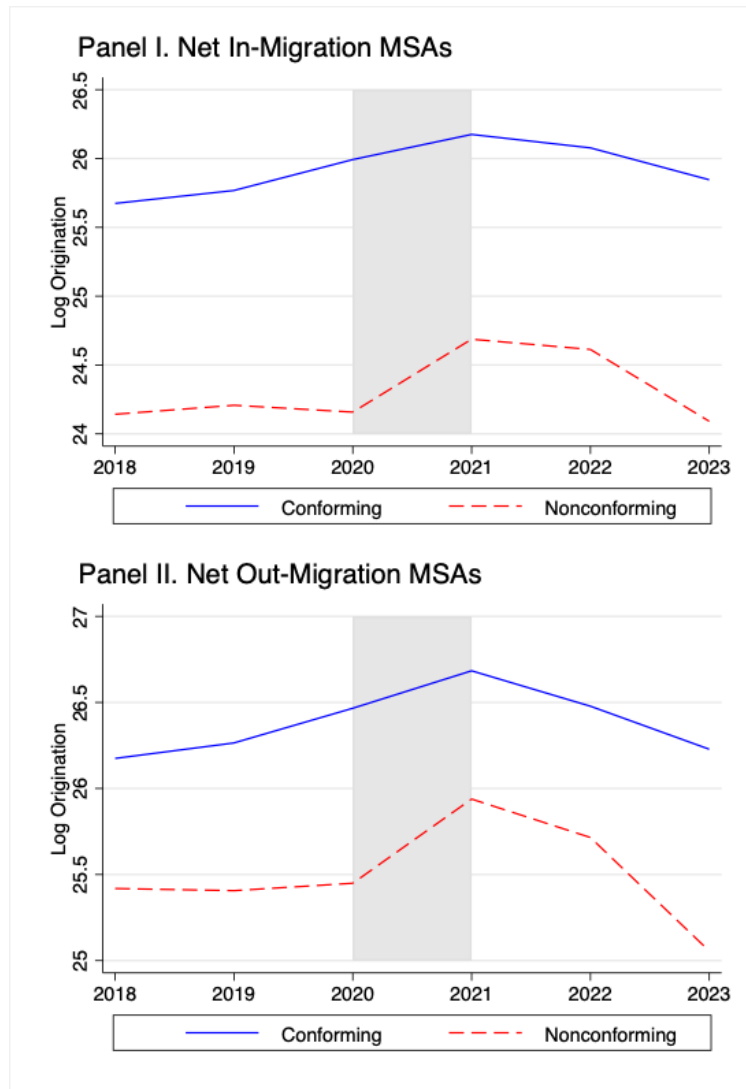 Panel I. Net In-Migration MSAs
Log Origination
26.5
26
25.5
25
24.5
24
2018 2019 2020 2021 2022 2023
Conforming Nonconforming
Panel II. Net Out-Migration MSAs
Log Origination
27
26.5
26
25.5
25
2018 2019 2020 2021 2022 2023
Conforming Nonconforming